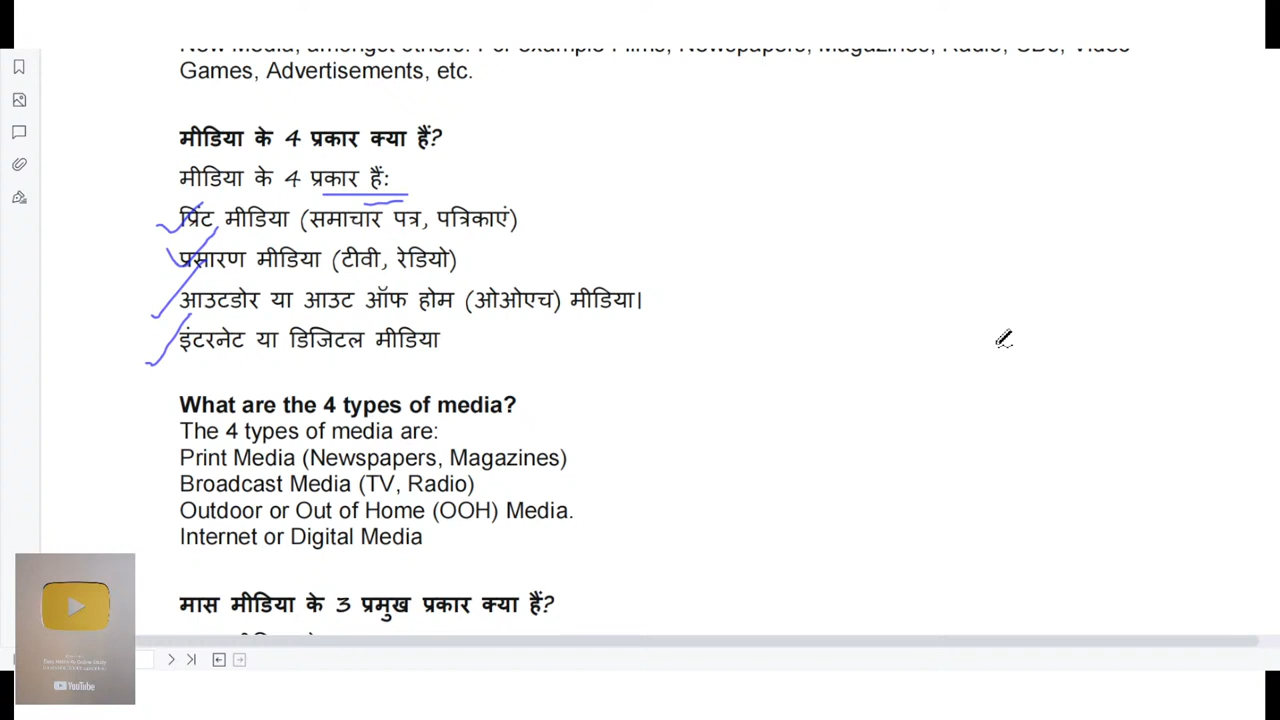 Games, Advertisements, etc.
मीडिया के 4 प्रकार क्या हैं?
मीडिया के 4 प्रकार हैं:
प्रिंट मीडिया (समाचार पत्र, पत्रिकाएं)
प्रसारण मीडिया (टीवी, रेडियो)
आउटडोर या आउट ऑफ होम (ओओएच) मीडिया।
इंटरनेट या डिजिटल मीडिया
What are the 4 types of media?
The 4 types of media are:
Print Media (Newspapers, Magazines)
Broadcast Media (TV, Radio)
Outdoor or Out of Home (OOH) Media.
Internet or Digital Media
मास मीडिया के 3 प्रमुख प्रकार क्या हैं?
YouTube